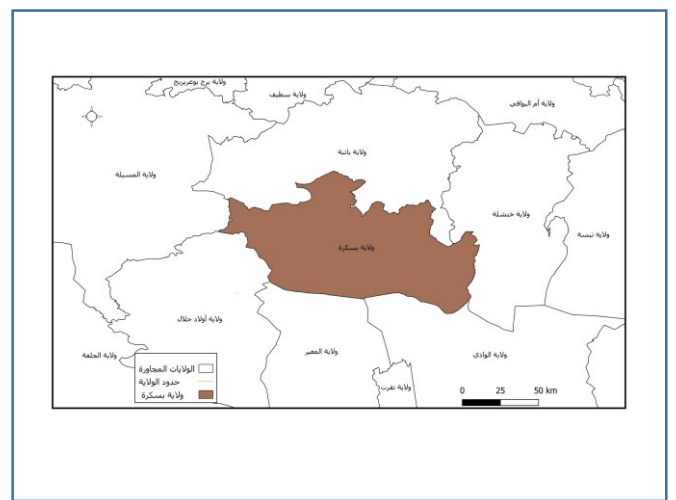 ولاية برج بوعريريج
ولاية سطيف
ولاية أم البواقي
ولاية باتنة
ولاية المسيلة
ولاية خنشلة
ولاية تبسة
ولاية بسكرة
ولاية أولاد جلال
ولاية المغير
ولاية الوادي
ولاية الجلفة
ولاية تقرت
الولايات المجاورة
حدود الولاية
ولاية بسكرة
0 25 50 km